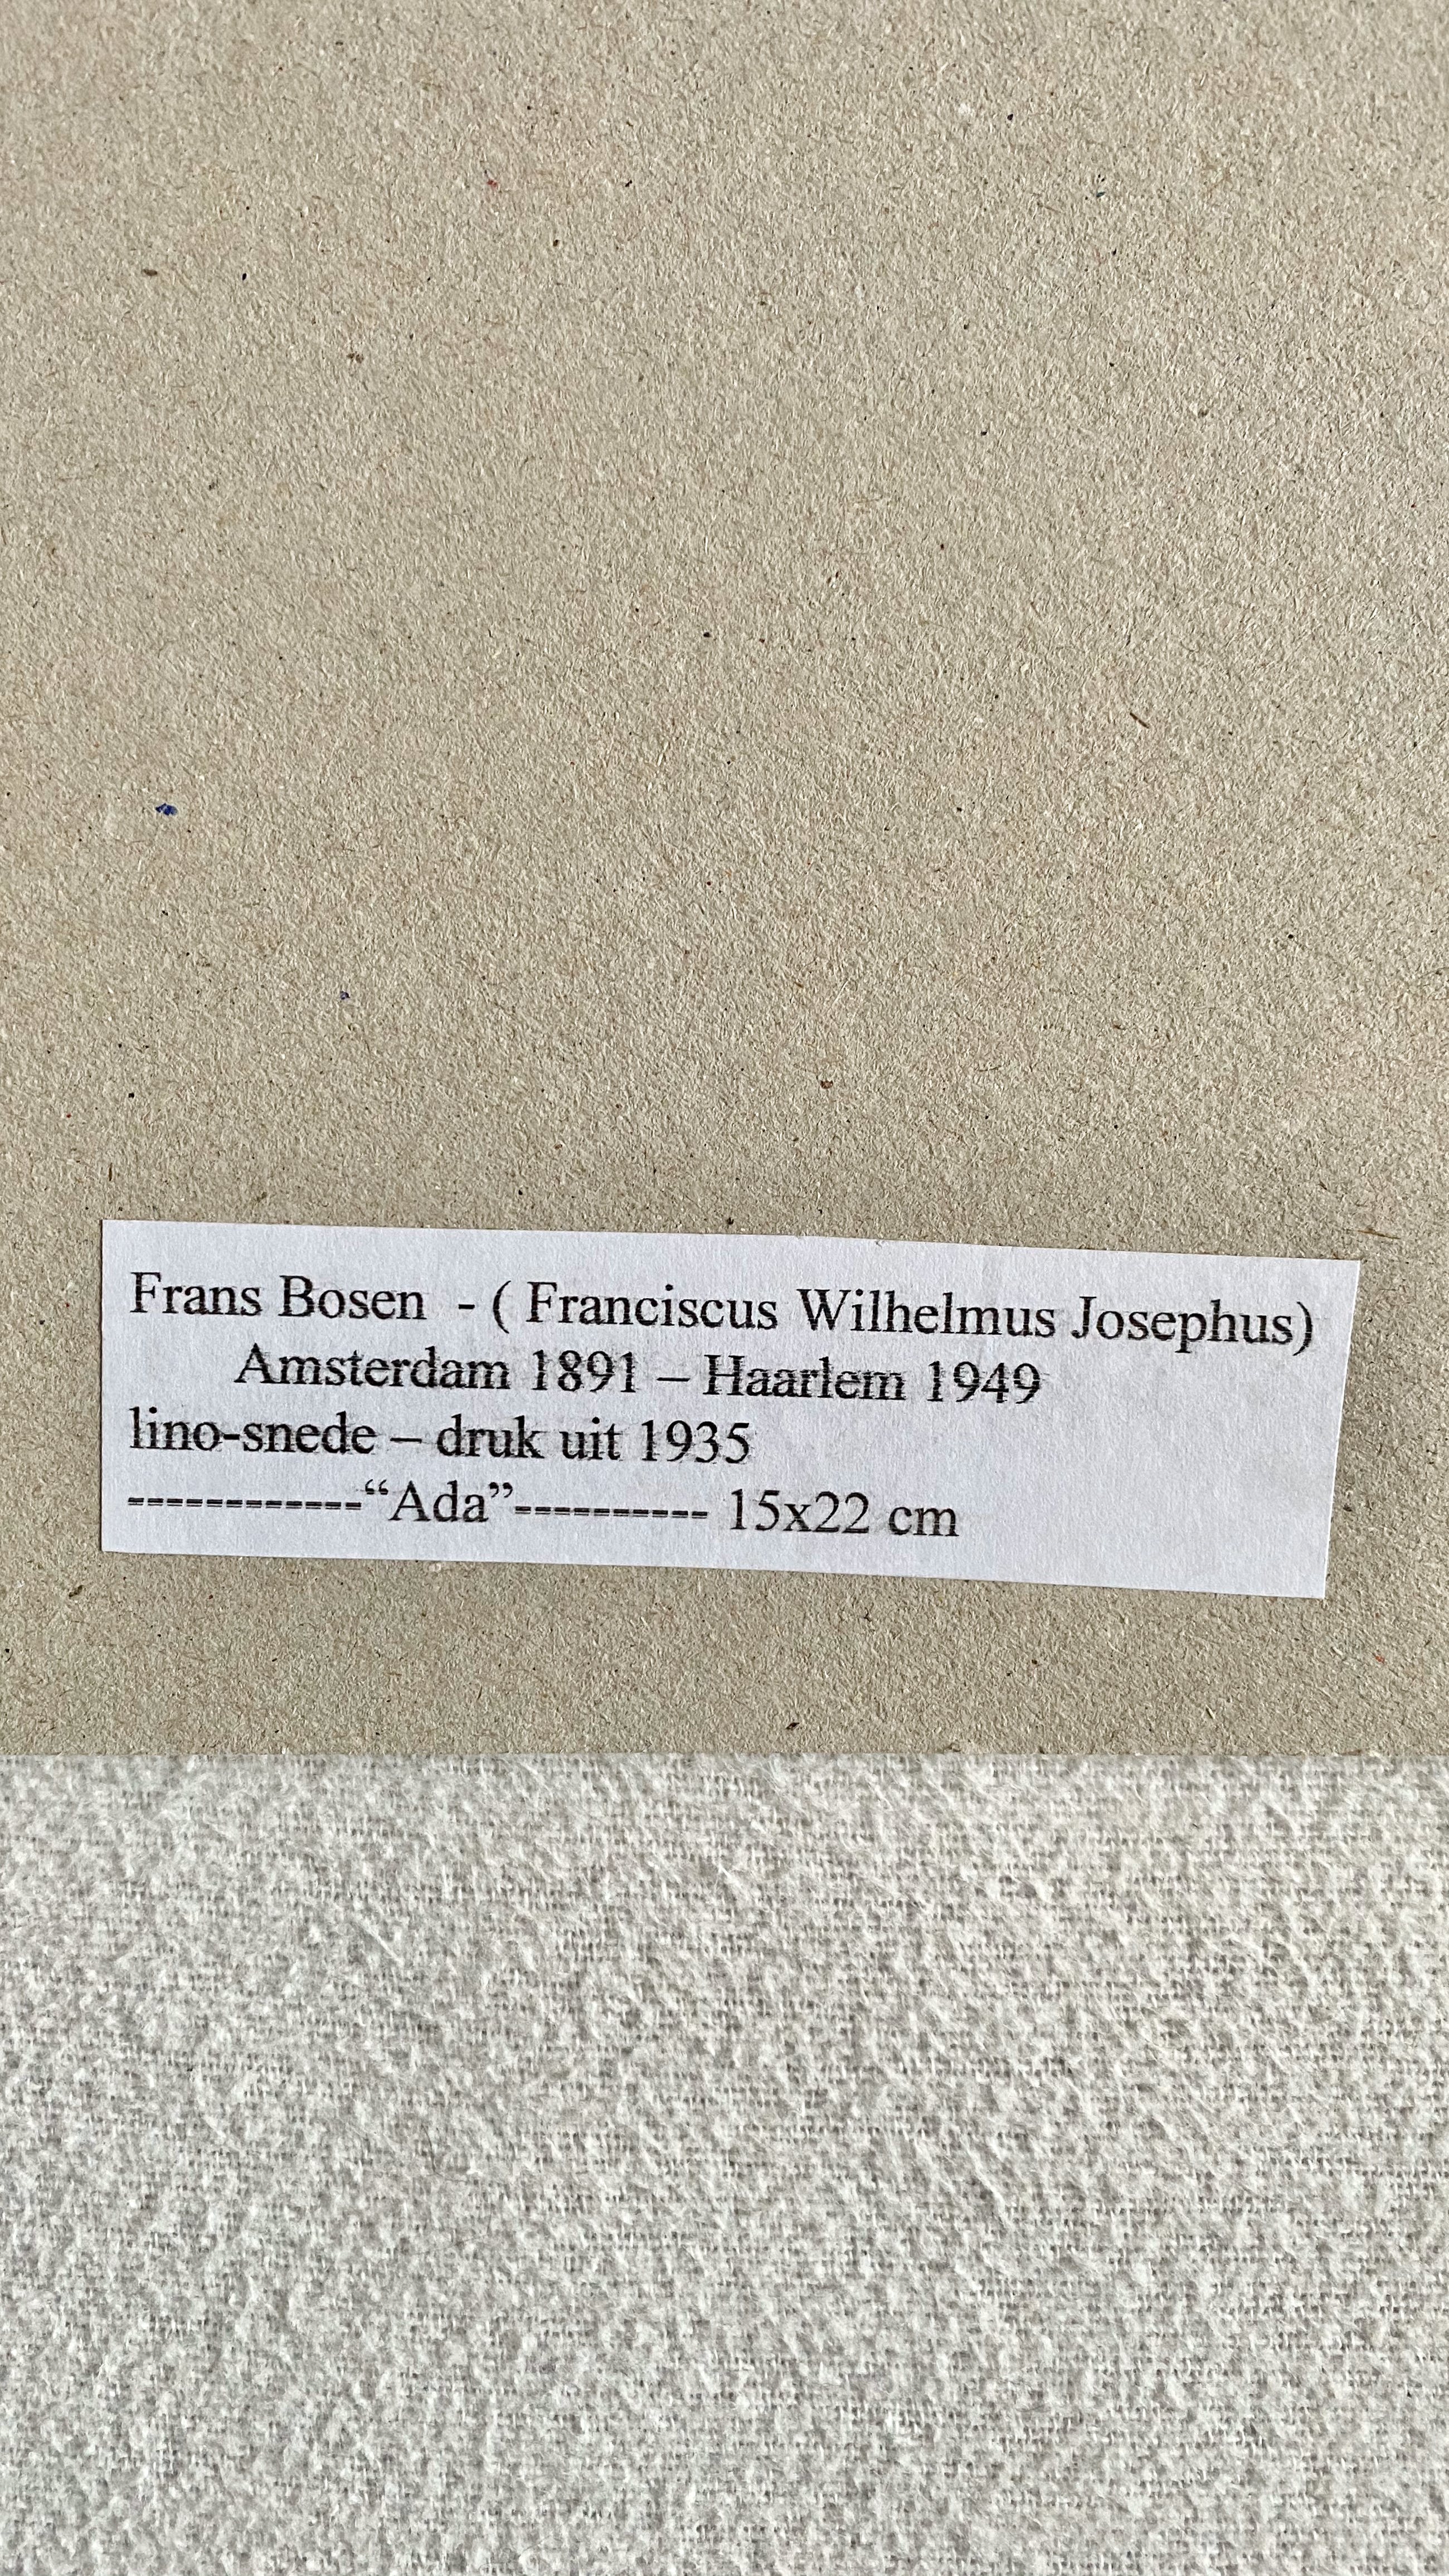 Frans Bosen - ( Franciscus Wilhelmus Josephus)
Amsterdam 1891 – Haarlem 1949
lino-snede – druk uit 1935
------------“Ada”---------- 15x22 cm